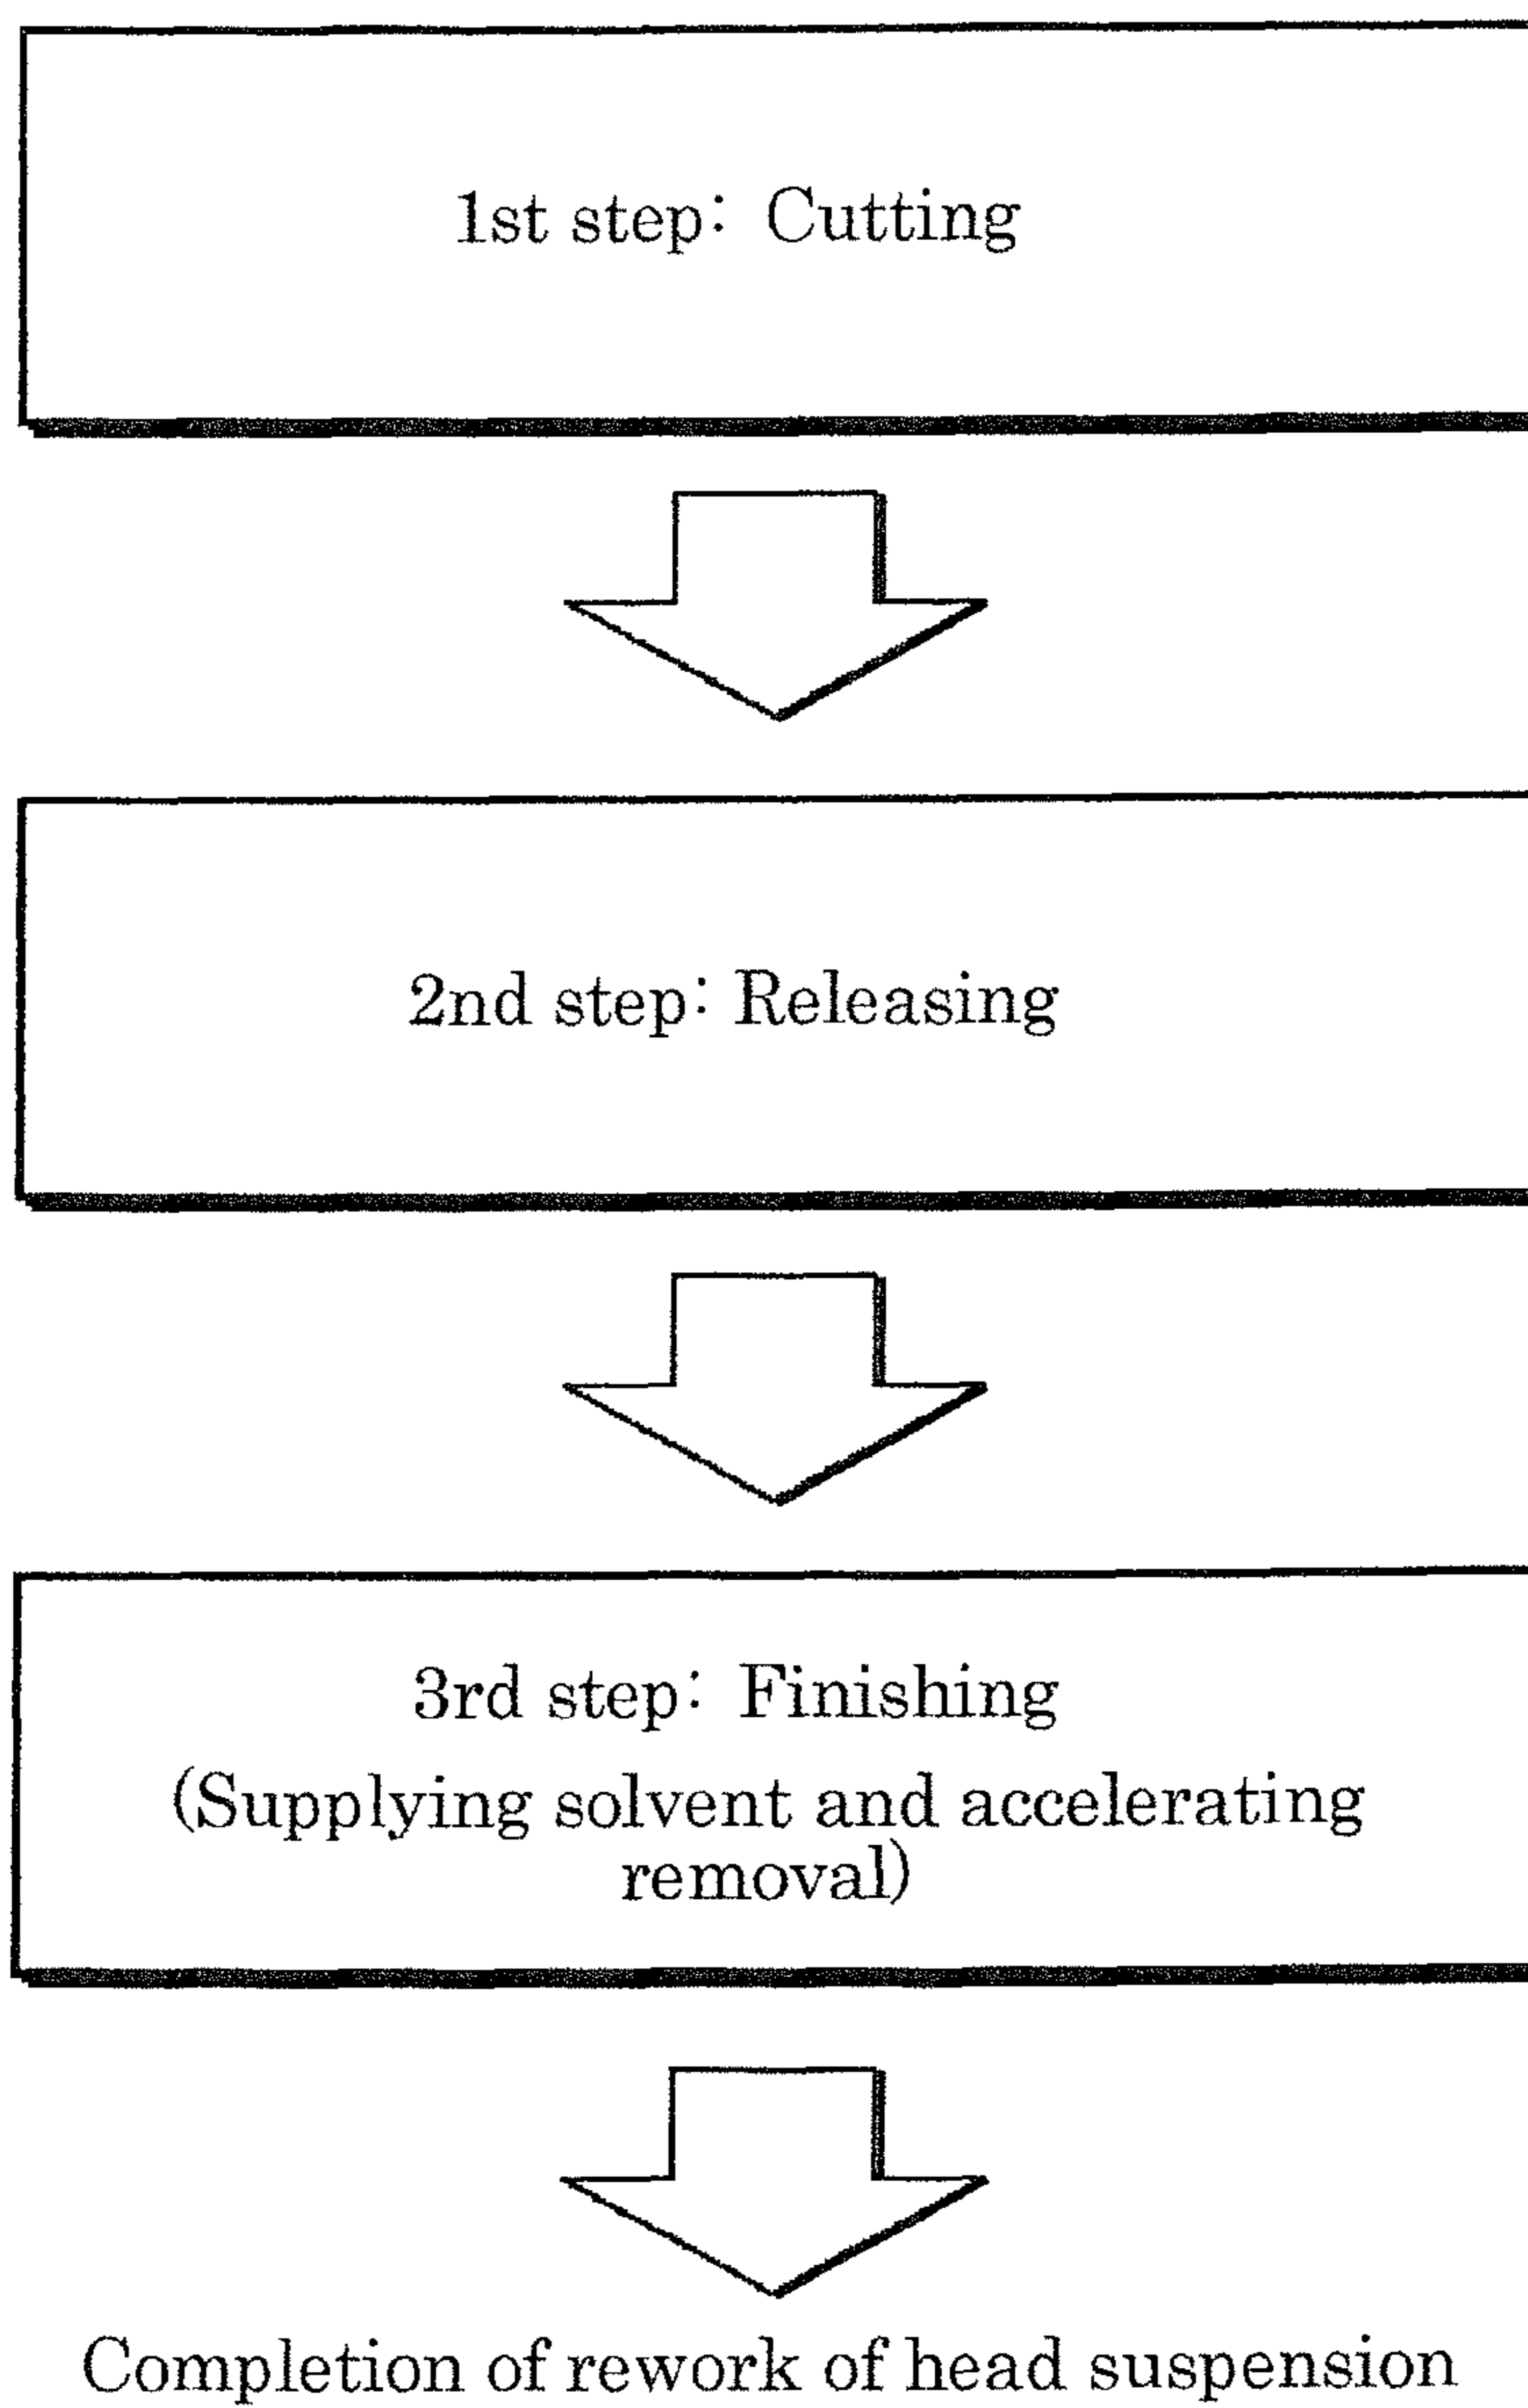 1st step: Cutting
2nd step: Releasing
3rd step: Finishing
(Supplying solvent and accelerating
removal)
Completion of rework of head suspension